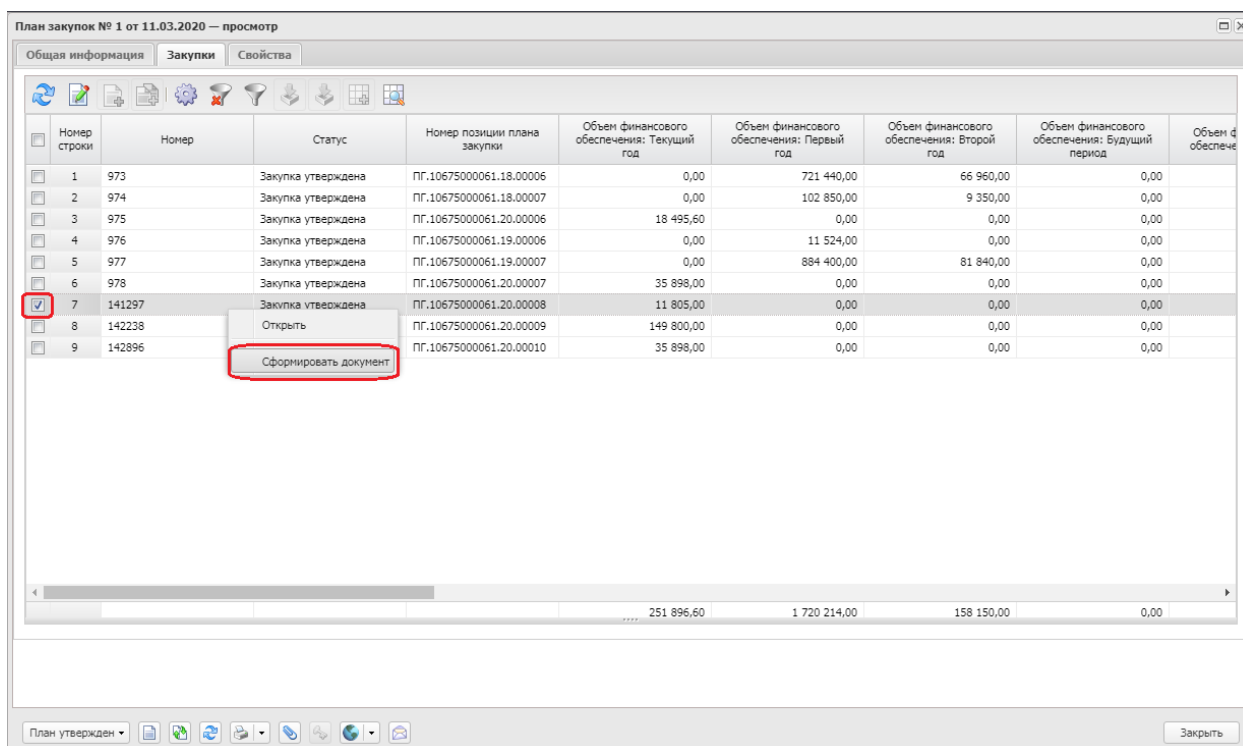 План закупок № 1 от 11.03.2020 — просмотр
Общая информация Закупки Свойства
Номер строки Номер Статус Номер позиции плана закупки Объем финансового обеспечения: Текущий год Объем финансового обеспечения: Первый год Объем финансового обеспечения: Второй год Объем финансового обеспечения: Будущий период Объем ф обеспече
1 973 Закупка утверждена ПГ.10675000061.18.00006 0,00 721 440,00 66 960,00 0,00
2 974 Закупка утверждена ПГ.10675000061.18.00007 0,00 102 850,00 9 350,00 0,00
3 975 Закупка утверждена ПГ.10675000061.20.00006 18 495,60 0,00 0,00 0,00
4 976 Закупка утверждена ПГ.10675000061.19.00006 0,00 11 524,00 0,00 0,00
5 977 Закупка утверждена ПГ.10675000061.19.00007 0,00 884 400,00 81 840,00 0,00
6 978 Закупка утверждена ПГ.10675000061.20.00007 35 898,00 0,00 0,00 0,00
7 141297 Закупка утверждена ПГ.10675000061.20.00008 11 805,00 0,00 0,00 0,00
8 142238 Открыть ПГ.10675000061.20.00009 149 800,00 0,00 0,00 0,00
9 142896 ПГ.10675000061.20.00010 35 898,00 0,00 0,00 0,00
Сформировать документ
251 896,60 1 720 214,00 158 150,00 0,00
План утвержден Закрыть